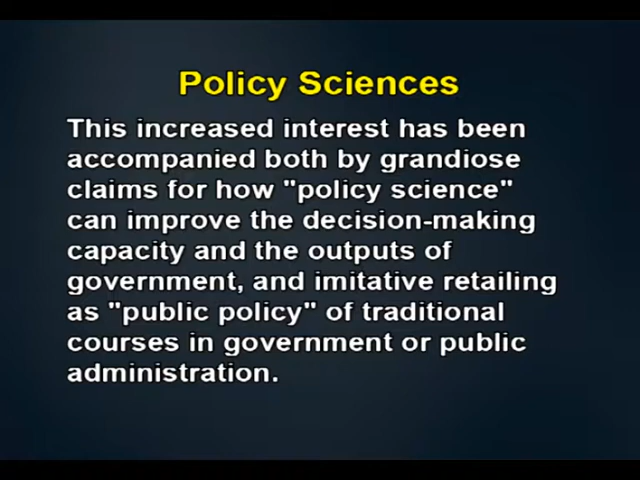 Policy Sciences
This increased interest has been
accompanied both by grandiose
claims for how "policy science"
can improve the decision-making
capacity and the outputs of
government, and imitative retailing
as "public policy" of traditional
courses in government or public
administration.